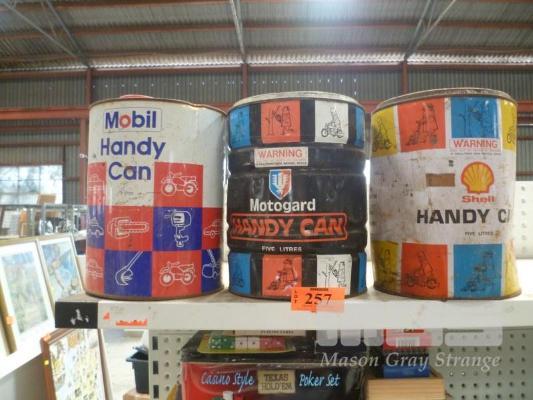 Mobil
Handy
Can
WARNING
Motogard
HANDY CAN
FIVE LITRES
WARNING
Shell
HANDY C
FIVE LITRES
LOT
257
Casino Style
TEXAS
HOLD'EM
Poker Set
Mason Gray Strange